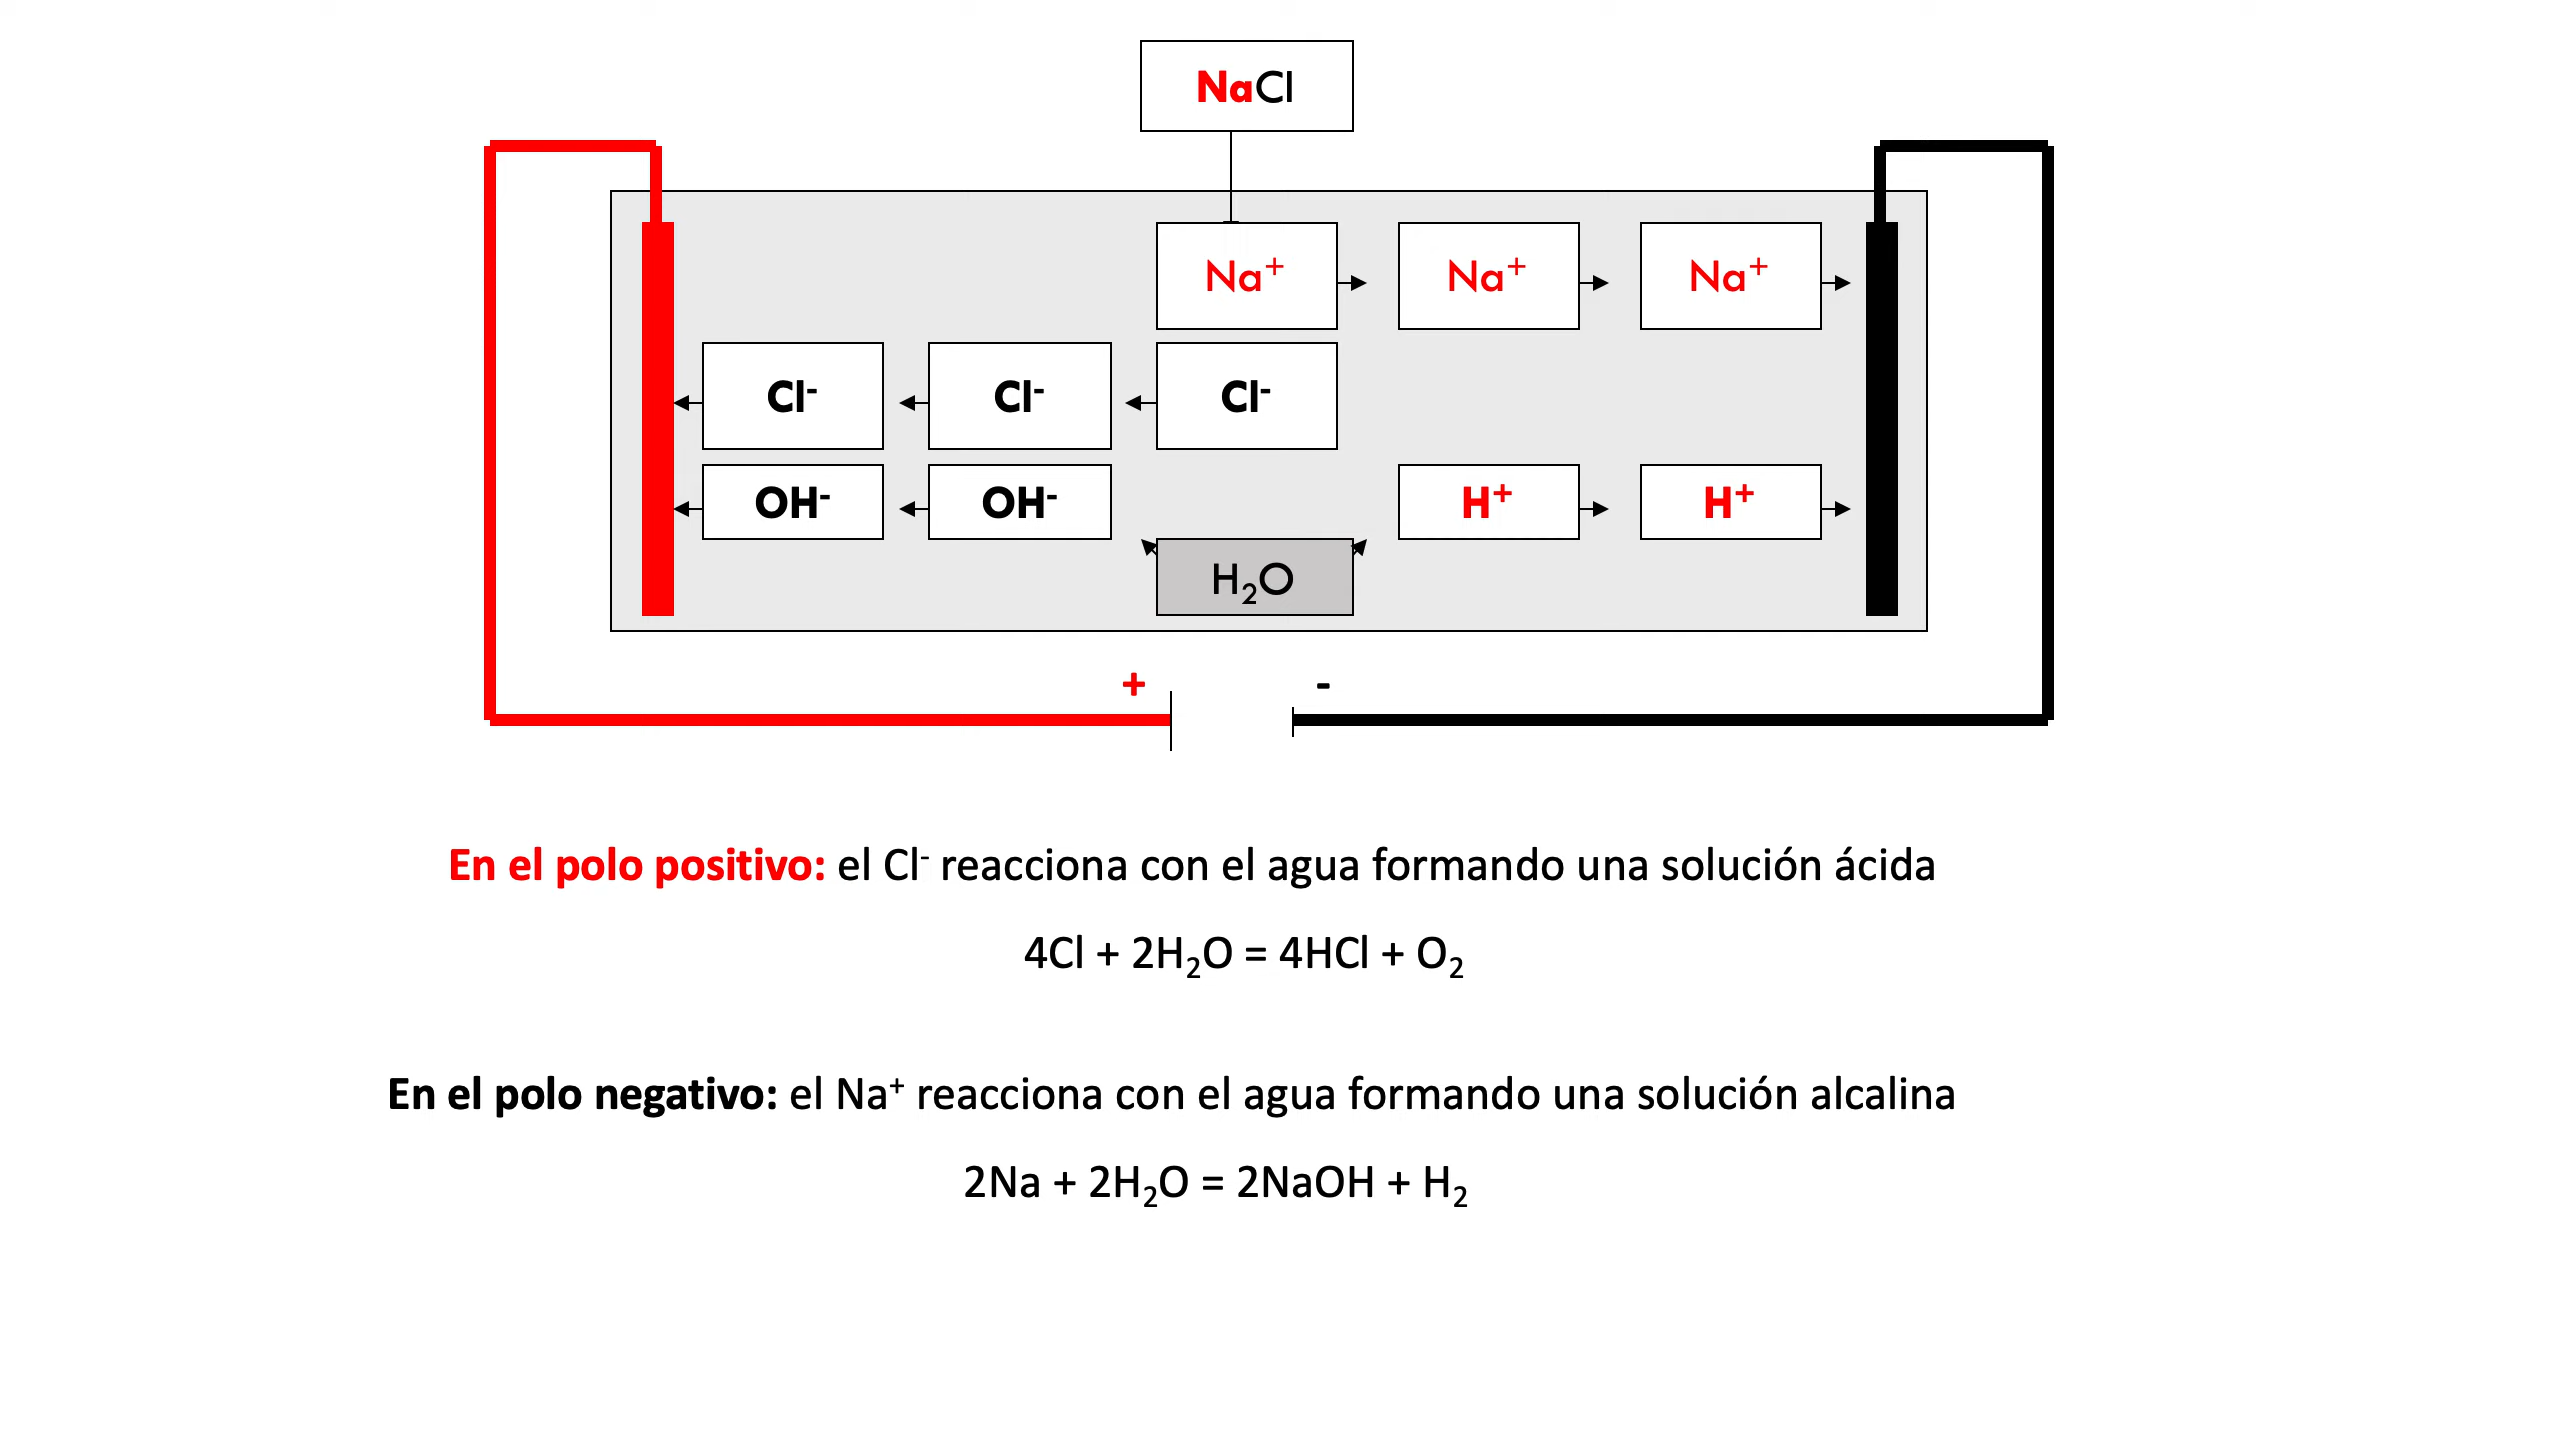 NaCl
Na⁺ Na⁺ Na⁺
Cl⁻ Cl⁻ Cl⁻
OH⁻ OH⁻ H⁺ H⁺
H₂O
+ -
En el polo positivo: el Cl⁻ reacciona con el agua formando una solución ácida
4Cl + 2H₂O = 4HCl + O₂
En el polo negativo: el Na⁺ reacciona con el agua formando una solución alcalina
2Na + 2H₂O = 2NaOH + H₂